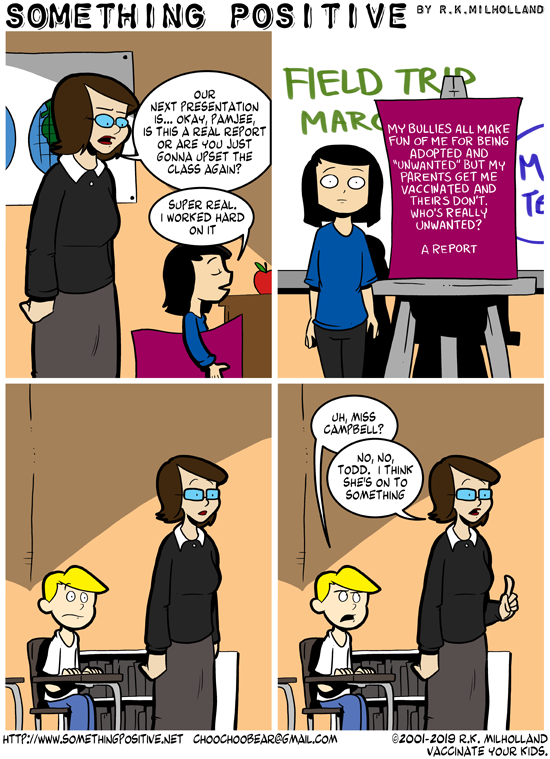 SOMETHING POSITIVE BY R.K.MILHOLLAND
OUR
NEXT PRESENTATION
IS... OKAY, PAMJEE,
IS THIS A REAL REPORT
OR ARE YOU JUST
GONNA UPSET THE
CLASS AGAIN?
SUPER REAL.
I WORKED HARD
ON IT
FIELD TRIP
MARC
MY BULLIES ALL MAKE
FUN OF ME FOR BEING
ADOPTED AND
"UNWANTED" BUT MY
PARENTS GET ME
VACCINATED AND
THEIRS DON'T.
WHO'S REALLY
UNWANTED?
A REPORT
M
TE
UH, MISS
CAMPBELL?
NO, NO,
TODD. I THINK
SHE'S ON TO
SOMETHING
HTTP://WWW.SOMETHINGPOSITIVE.NET CHOOCHOOBEAR@GMAIL.COM ©2001-2019 R.K. MILHOLLAND
VACCINATE YOUR KIDS.